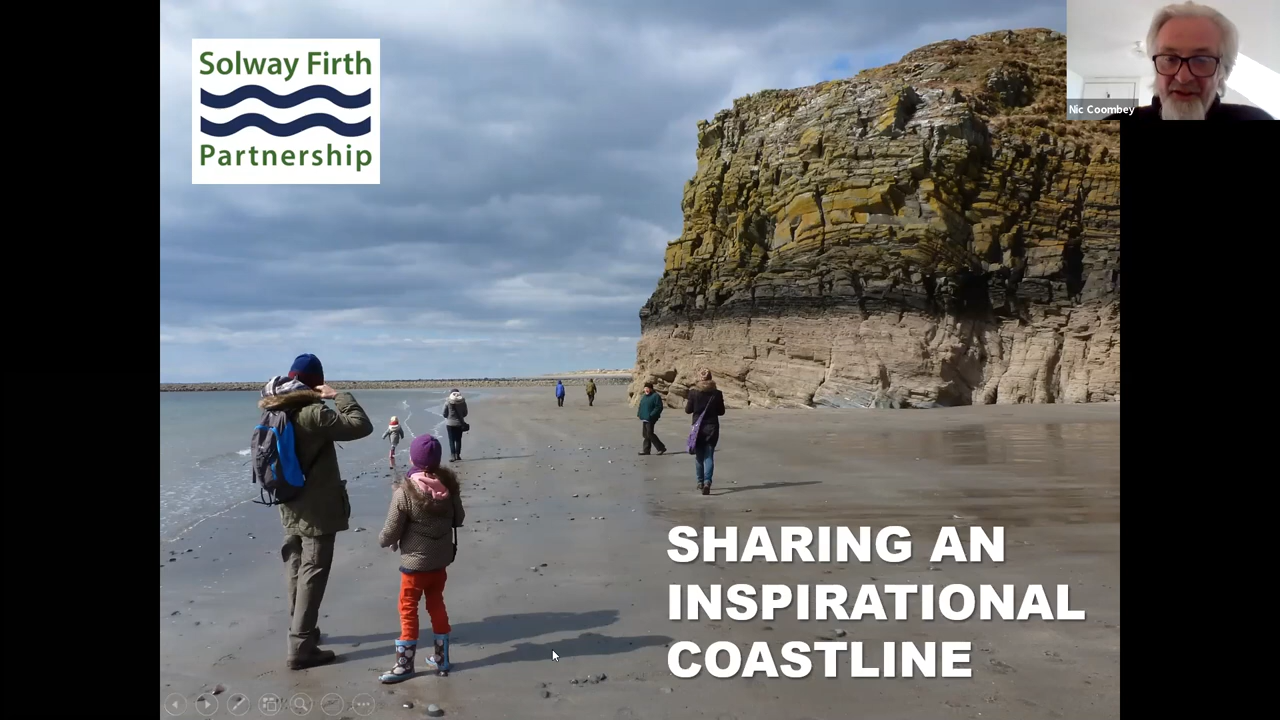 Solway Firth
Partnership
Nic Coombey
SHARING AN
INSPIRATIONAL
COASTLINE